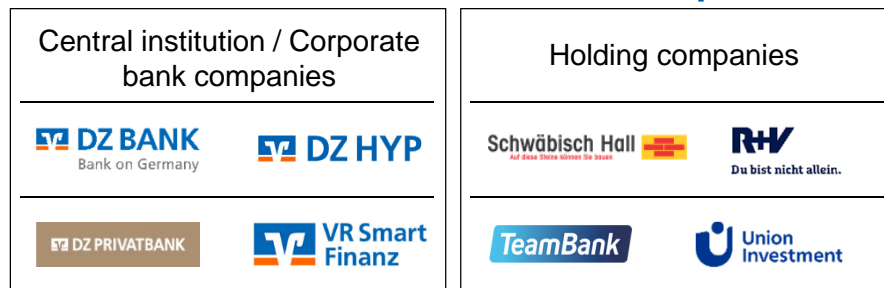 Central institution / Corporate
bank companies
DZ BANK
Bank on Germany
DZ HYP
DZ PRIVATBANK
VR Smart
Finanz
Holding companies
Schwäbisch Hall
Auf diese Steine können Sie bauen
R+V
Du bist nicht allein.
TeamBank
Union
Investment